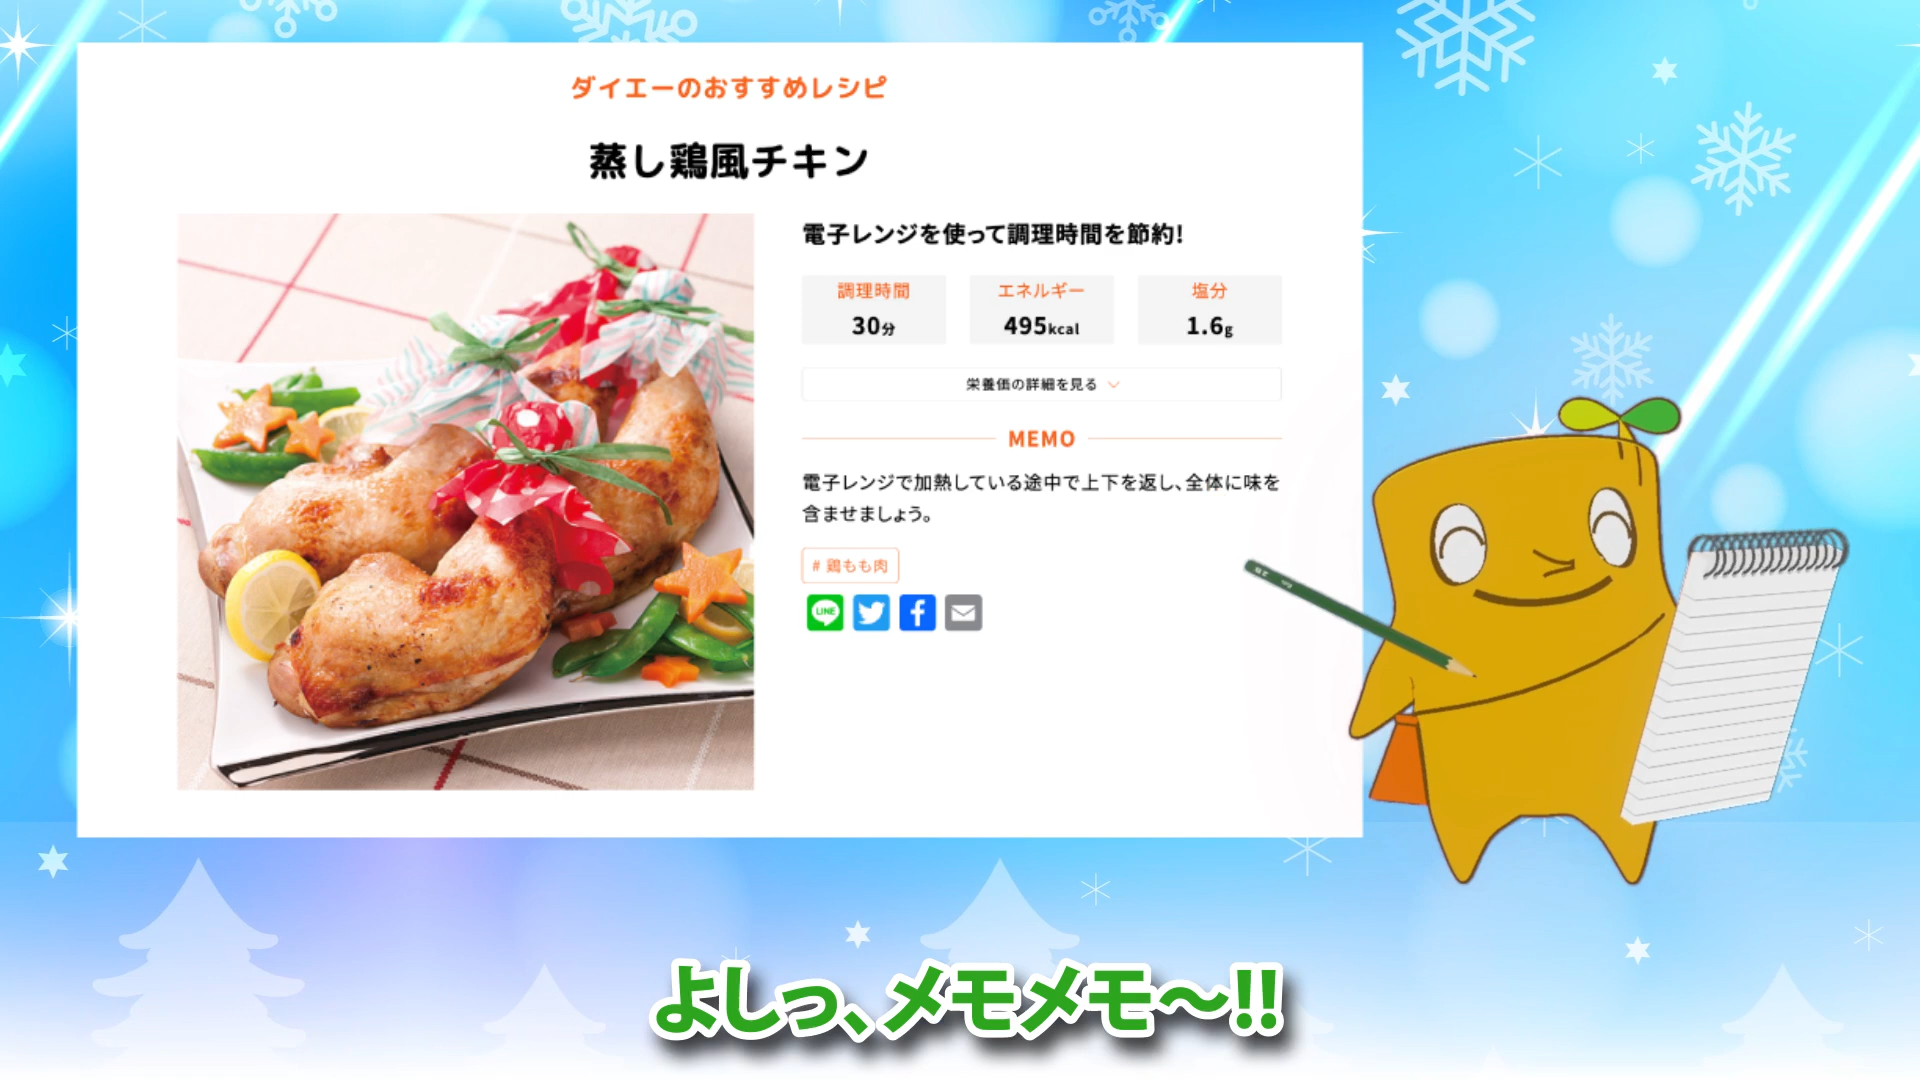 ダイエーのおすすめレシピ
蒸し鶏風チキン
電子レンジを使って調理時間を節約!
調理時間
30分
エネルギー
495kcal
塩分
1.6g
栄養価の詳細を見る
MEMO
電子レンジで加熱している途中で上下を返し、全体に味を
含ませましょう。
# 鶏もも肉
LINE
よしっ、メモメモ〜!!